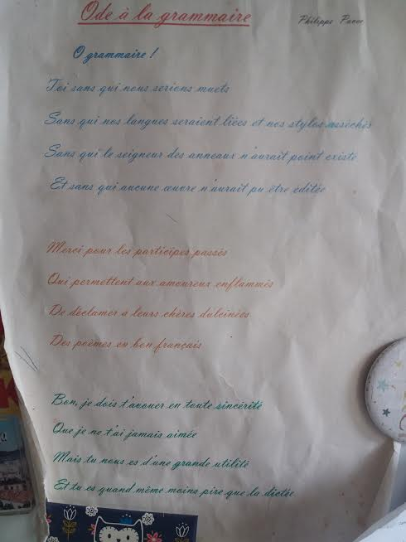 Ode à la grammaire
Philippe
O grammaire !
Toi sans qui nous serions muets
Sans qui nos langues seraient liées et nos stylos asséchés
Sans qui le seigneur des anneaux n'aurait point existé
Et sans qui aucune œuvre n'aurait pu être éditée
Merci pour les participes passés
Qui permettent aux amoureux enflammés
De déclamer à leurs chères dulcinées
Des poèmes en bon français
Bon, je dois t'avouer en toute sincérité
Que je ne t'ai jamais aimée
Mais tu nous es d'une grande utilité
Et tu es quand même moins pire que la dictée